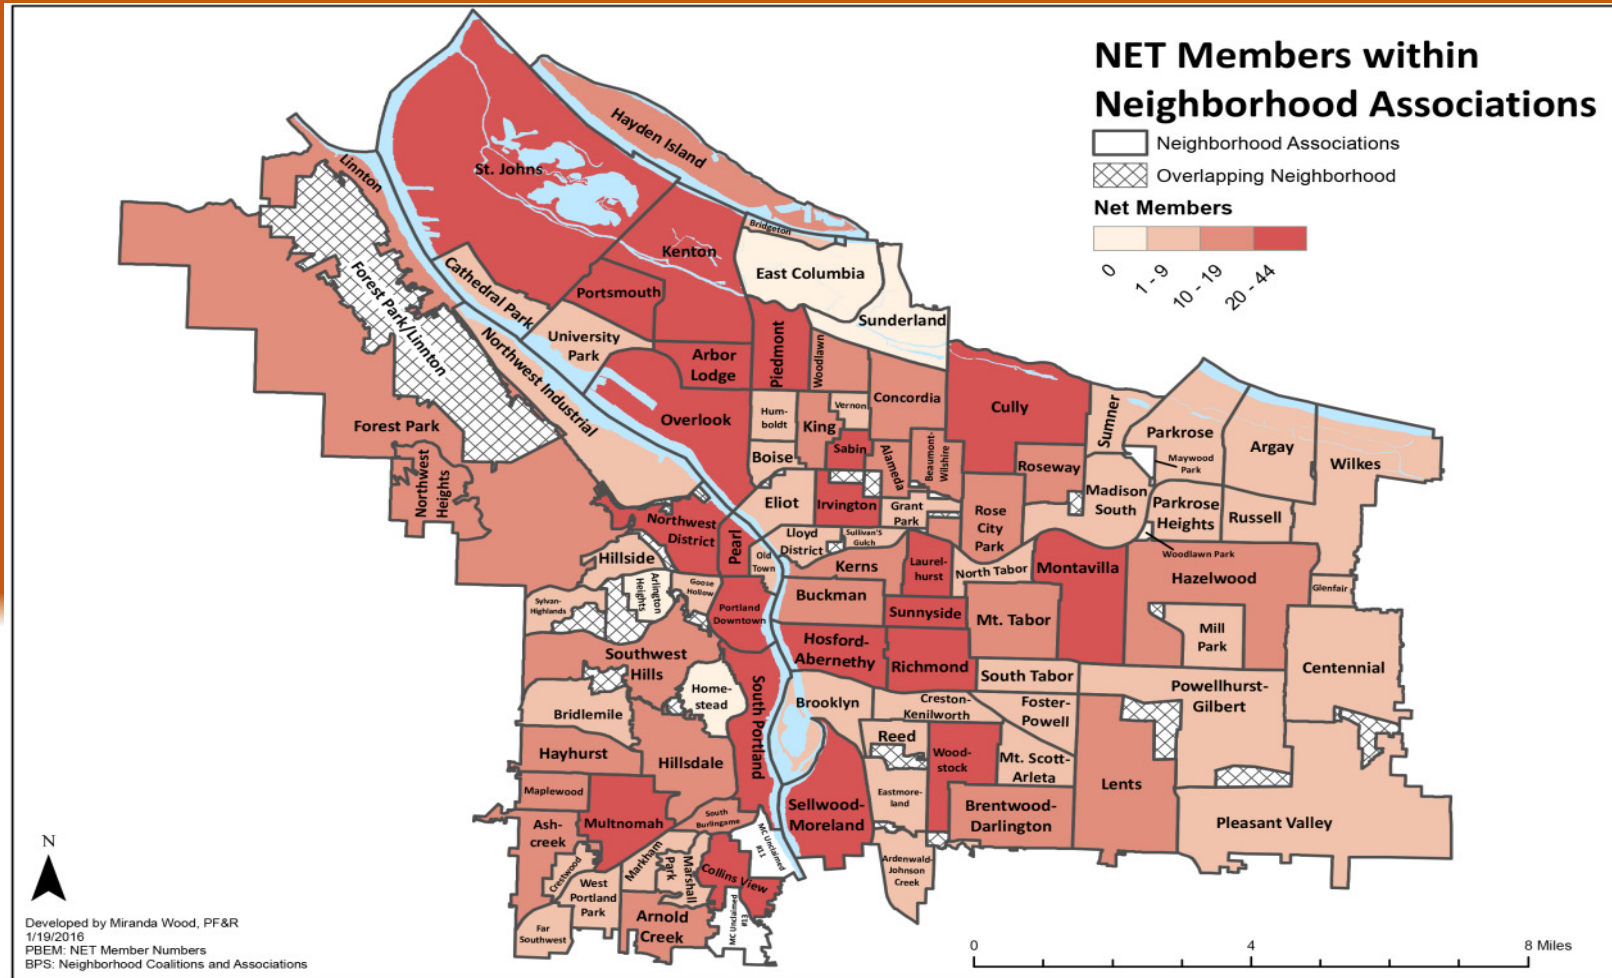 NET Members within
Neighborhood Associations
Neighborhood Associations
Overlapping Neighborhood
Net Members
0
1 - 9
10 - 19
20 - 44
Hayden Island
Linnton
St. Johns
Bridgeton
Kenton
East Columbia
Cathedral Park
Portsmouth
Forest Park/Linnton
Sunderland
University
Park
Northwest Industrial
Piedmont
Woodlawn
Arbor
Lodge
Concordia
Cully
Sumner
Overlook
Hum-
boldt
Vernon
King
Forest Park
Parkrose
Argay
Wilkes
Maywood
Park
Sabin
Alameda
Beaumont-
Wilshire
Boise
Roseway
Northwest
Heights
Madison
South
Eliot
Irvington
Grant
Park
Rose
City
Park
Parkrose
Heights
Russell
Northwest
District
Pearl
Lloyd
District
Sullivan'S
Gulch
Woodlawn Park
Hillside
Old
Town
Kerns
Laurel-
hurst
North Tabor
Montavilla
Hazelwood
Glenfair
Arlington
Heights
Goose
Hollow
Sylvan-
Highlands
Buckman
Portland
Downtown
Sunnyside
Mt. Tabor
Mill
Park
Hosford-
Abernethy
Richmond
Southwest
Hills
South Tabor
Centennial
Home-
stead
South Portland
Brooklyn
Creston-
Kenilworth
Foster-
Powell
Powellhurst-
Gilbert
Bridlemile
Reed
Hayhurst
Hillsdale
Wood-
stock
Mt. Scott-
Arleta
Lents
Maplewood
Eastmore-
land
Sellwood-
Moreland
Brentwood-
Darlington
Pleasant Valley
Multnomah
South
Burlingame
Ash-
creek
MC Unclaimed
#11
Markham
Crestwood
Park
Marshall
Collins View
Ardenwald-
Johnson
Creek
West
Portland
Park
Arnold
Creek
MC Unclaimed
#13
Far
Southwest
N
Developed by Miranda Wood, PF&R
1/19/2016
PBEM: NET Member Numbers
BPS: Neighborhood Coalitions and Associations
0
4
8 Miles